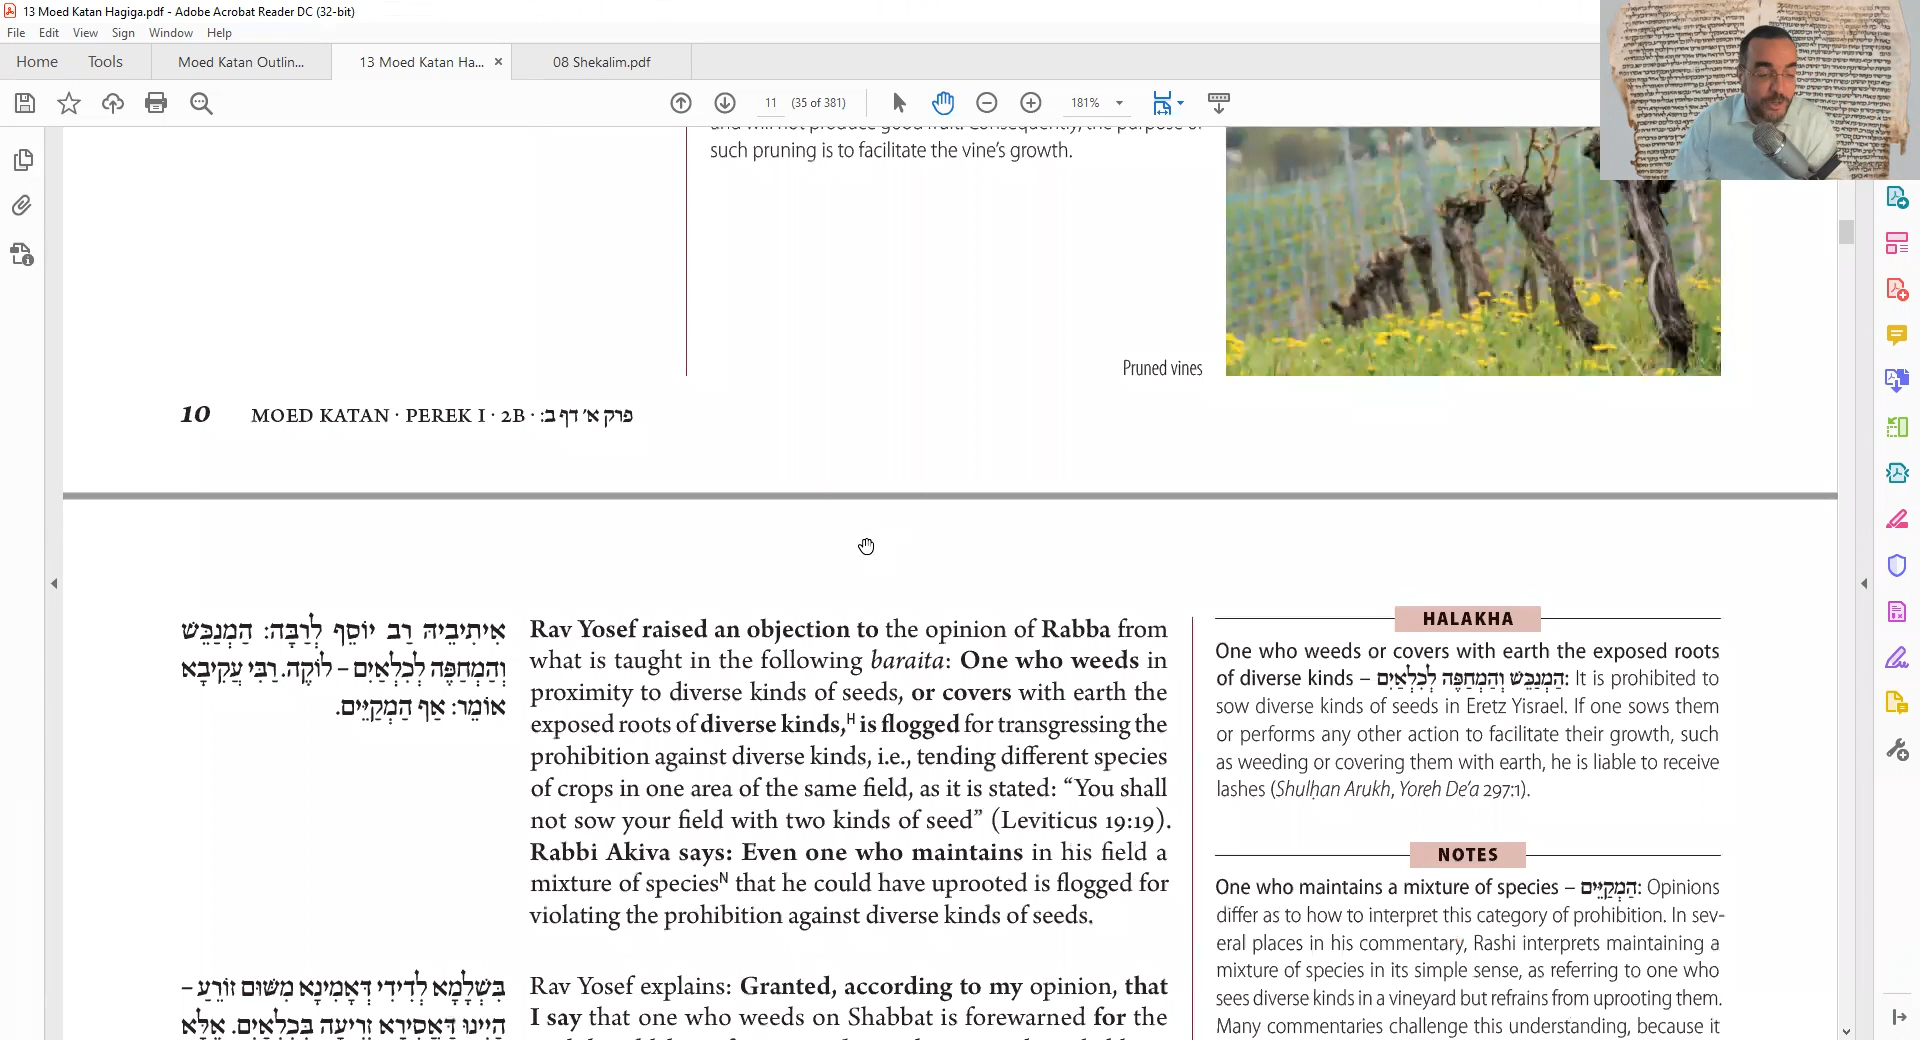 13 Moed Katan Hagiga.pdf - Adobe Acrobat Reader DC (32-bit)
File Edit View Sign Window Help
Home Tools Moed Katan Outlin... 13 Moed Katan Ha... × 08 Shekalim.pdf
11 (35 of 381) 181%
and will not produce good fruit. Consequently, the purpose of
such pruning is to facilitate the vine's growth.
Pruned vines
10 MOED KATAN · PEREK I · 2B · פרק א׳ דף ב:
אֵיתִיבֵיהּ רַב יוֹסֵף לְרַבָּה: הַמְנַכֵּשׁ
וְהַמְחַפֶּה לְכִלְאַיִם – לוֹקֶה. רַבִּי עֲקִיבָא
אוֹמֵר: אַף הַמְקַיֵּים.
Rav Yosef raised an objection to the opinion of Rabba from
what is taught in the following baraita: One who weeds in
proximity to diverse kinds of seeds, or covers with earth the
exposed roots of diverse kinds,ᴴ is flogged for transgressing the
prohibition against diverse kinds, i.e., tending different species
of crops in one area of the same field, as it is stated: “You shall
not sow your field with two kinds of seed” (Leviticus 19:19).
Rabbi Akiva says: Even one who maintains in his field a
mixture of speciesᴺ that he could have uprooted is flogged for
violating the prohibition against diverse kinds of seeds.
בִּשְׁלָמָא לְדִידִי דְּאָמֵינָא מִשּׁוּם זוֹרֵעַ –
הַיְינוּ דַּאֲסִירָא זְרִיעָה בְּכִלְאַיִם. אֶלָּא
Rav Yosef explains: Granted, according to my opinion, that
I say that one who weeds on Shabbat is forewarned for the
HALAKHA
One who weeds or covers with earth the exposed roots
of diverse kinds – הַמְנַכֵּשׁ וְהַמְחַפֶּה לְכִלְאַיִם: It is prohibited to
sow diverse kinds of seeds in Eretz Yisrael. If one sows them
or performs any other action to facilitate their growth, such
as weeding or covering them with earth, he is liable to receive
lashes (Shulḥan Arukh, Yoreh De'a 297:1).
NOTES
One who maintains a mixture of species – הַמְקַיֵּים: Opinions
differ as to how to interpret this category of prohibition. In sev-
eral places in his commentary, Rashi interprets maintaining a
mixture of species in its simple sense, as referring to one who
sees diverse kinds in a vineyard but refrains from uprooting them.
Many commentaries challenge this understanding, because it